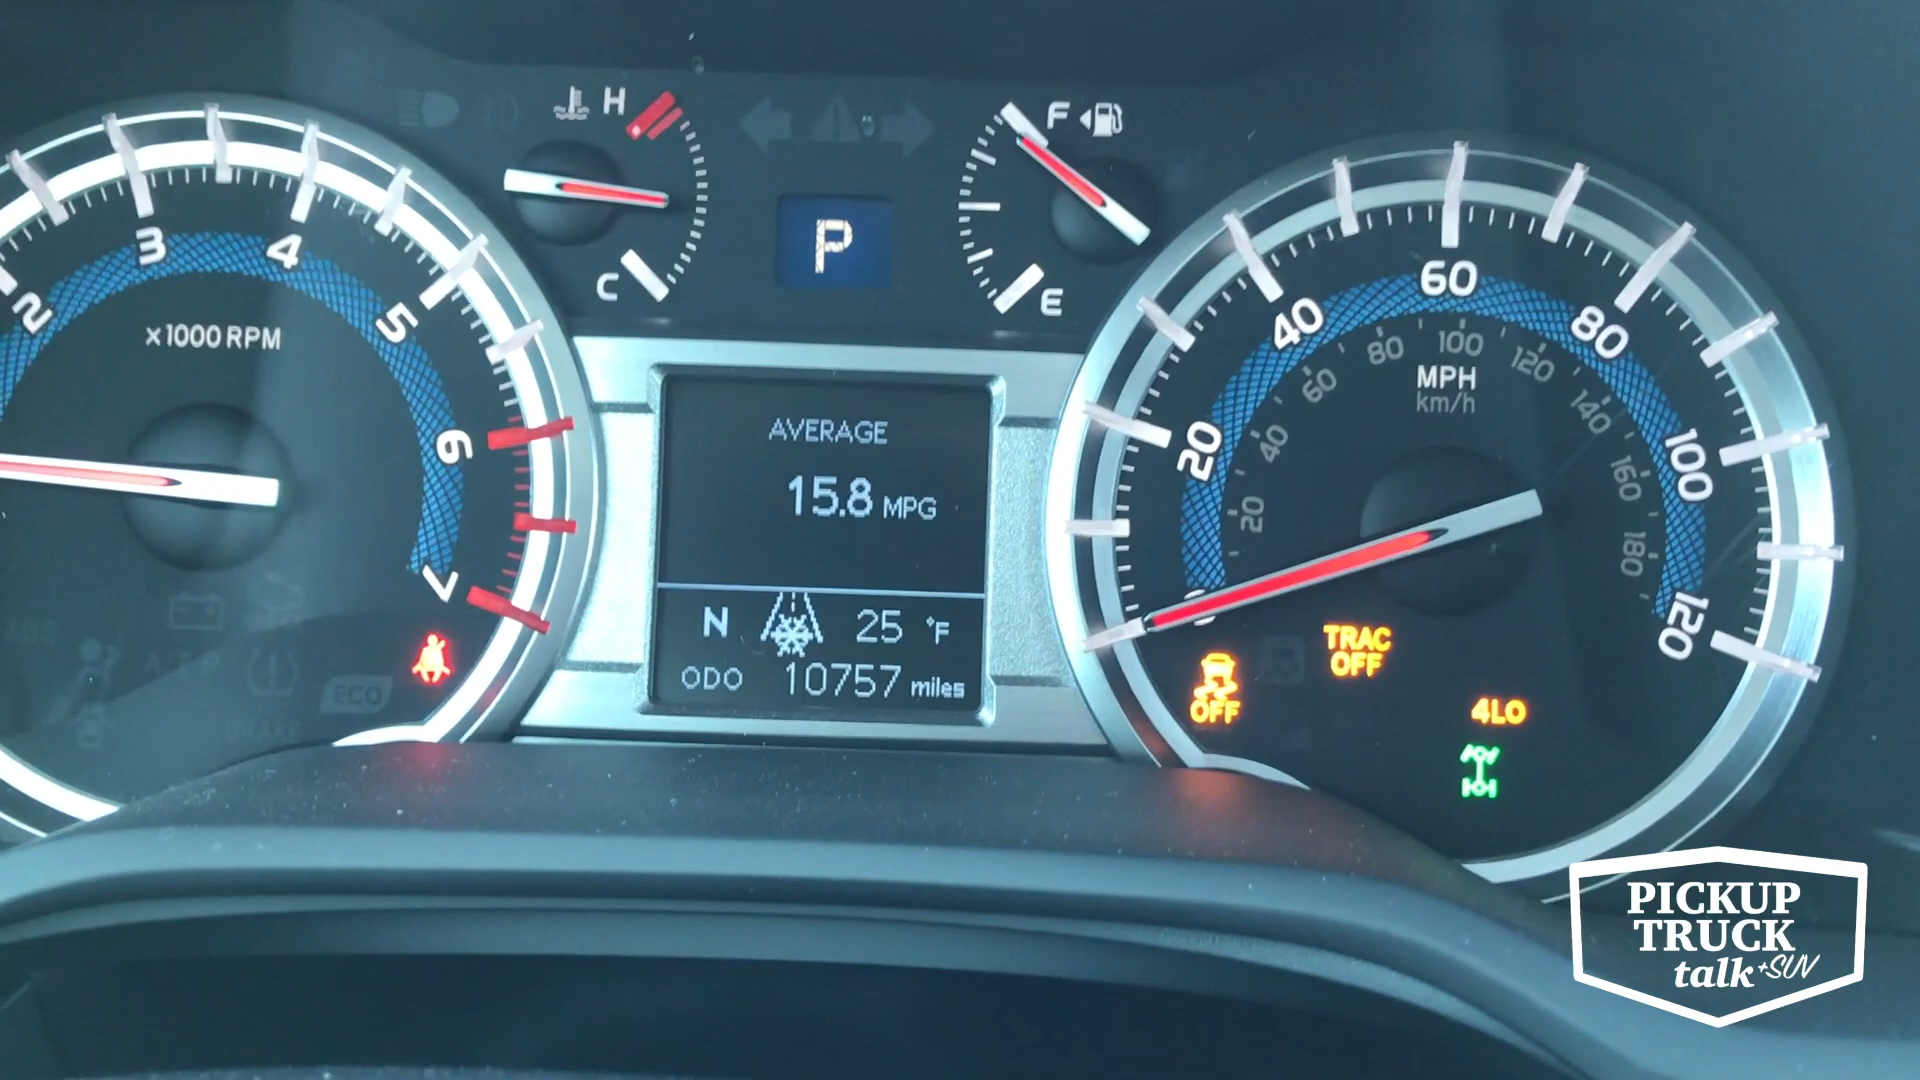 2
3
4
5
6
7
x1000 RPM
H
C
ECO
BRAKE
P
F
E
AVERAGE
15.8 MPG
N 25 °F
ODO 10757 miles
20
40
60
80
100
120
20
40
60
80
100
120
140
160
180
MPH
km/h
OFF
TRAC
OFF
4LO
PICKUP
TRUCK
talk +SUV